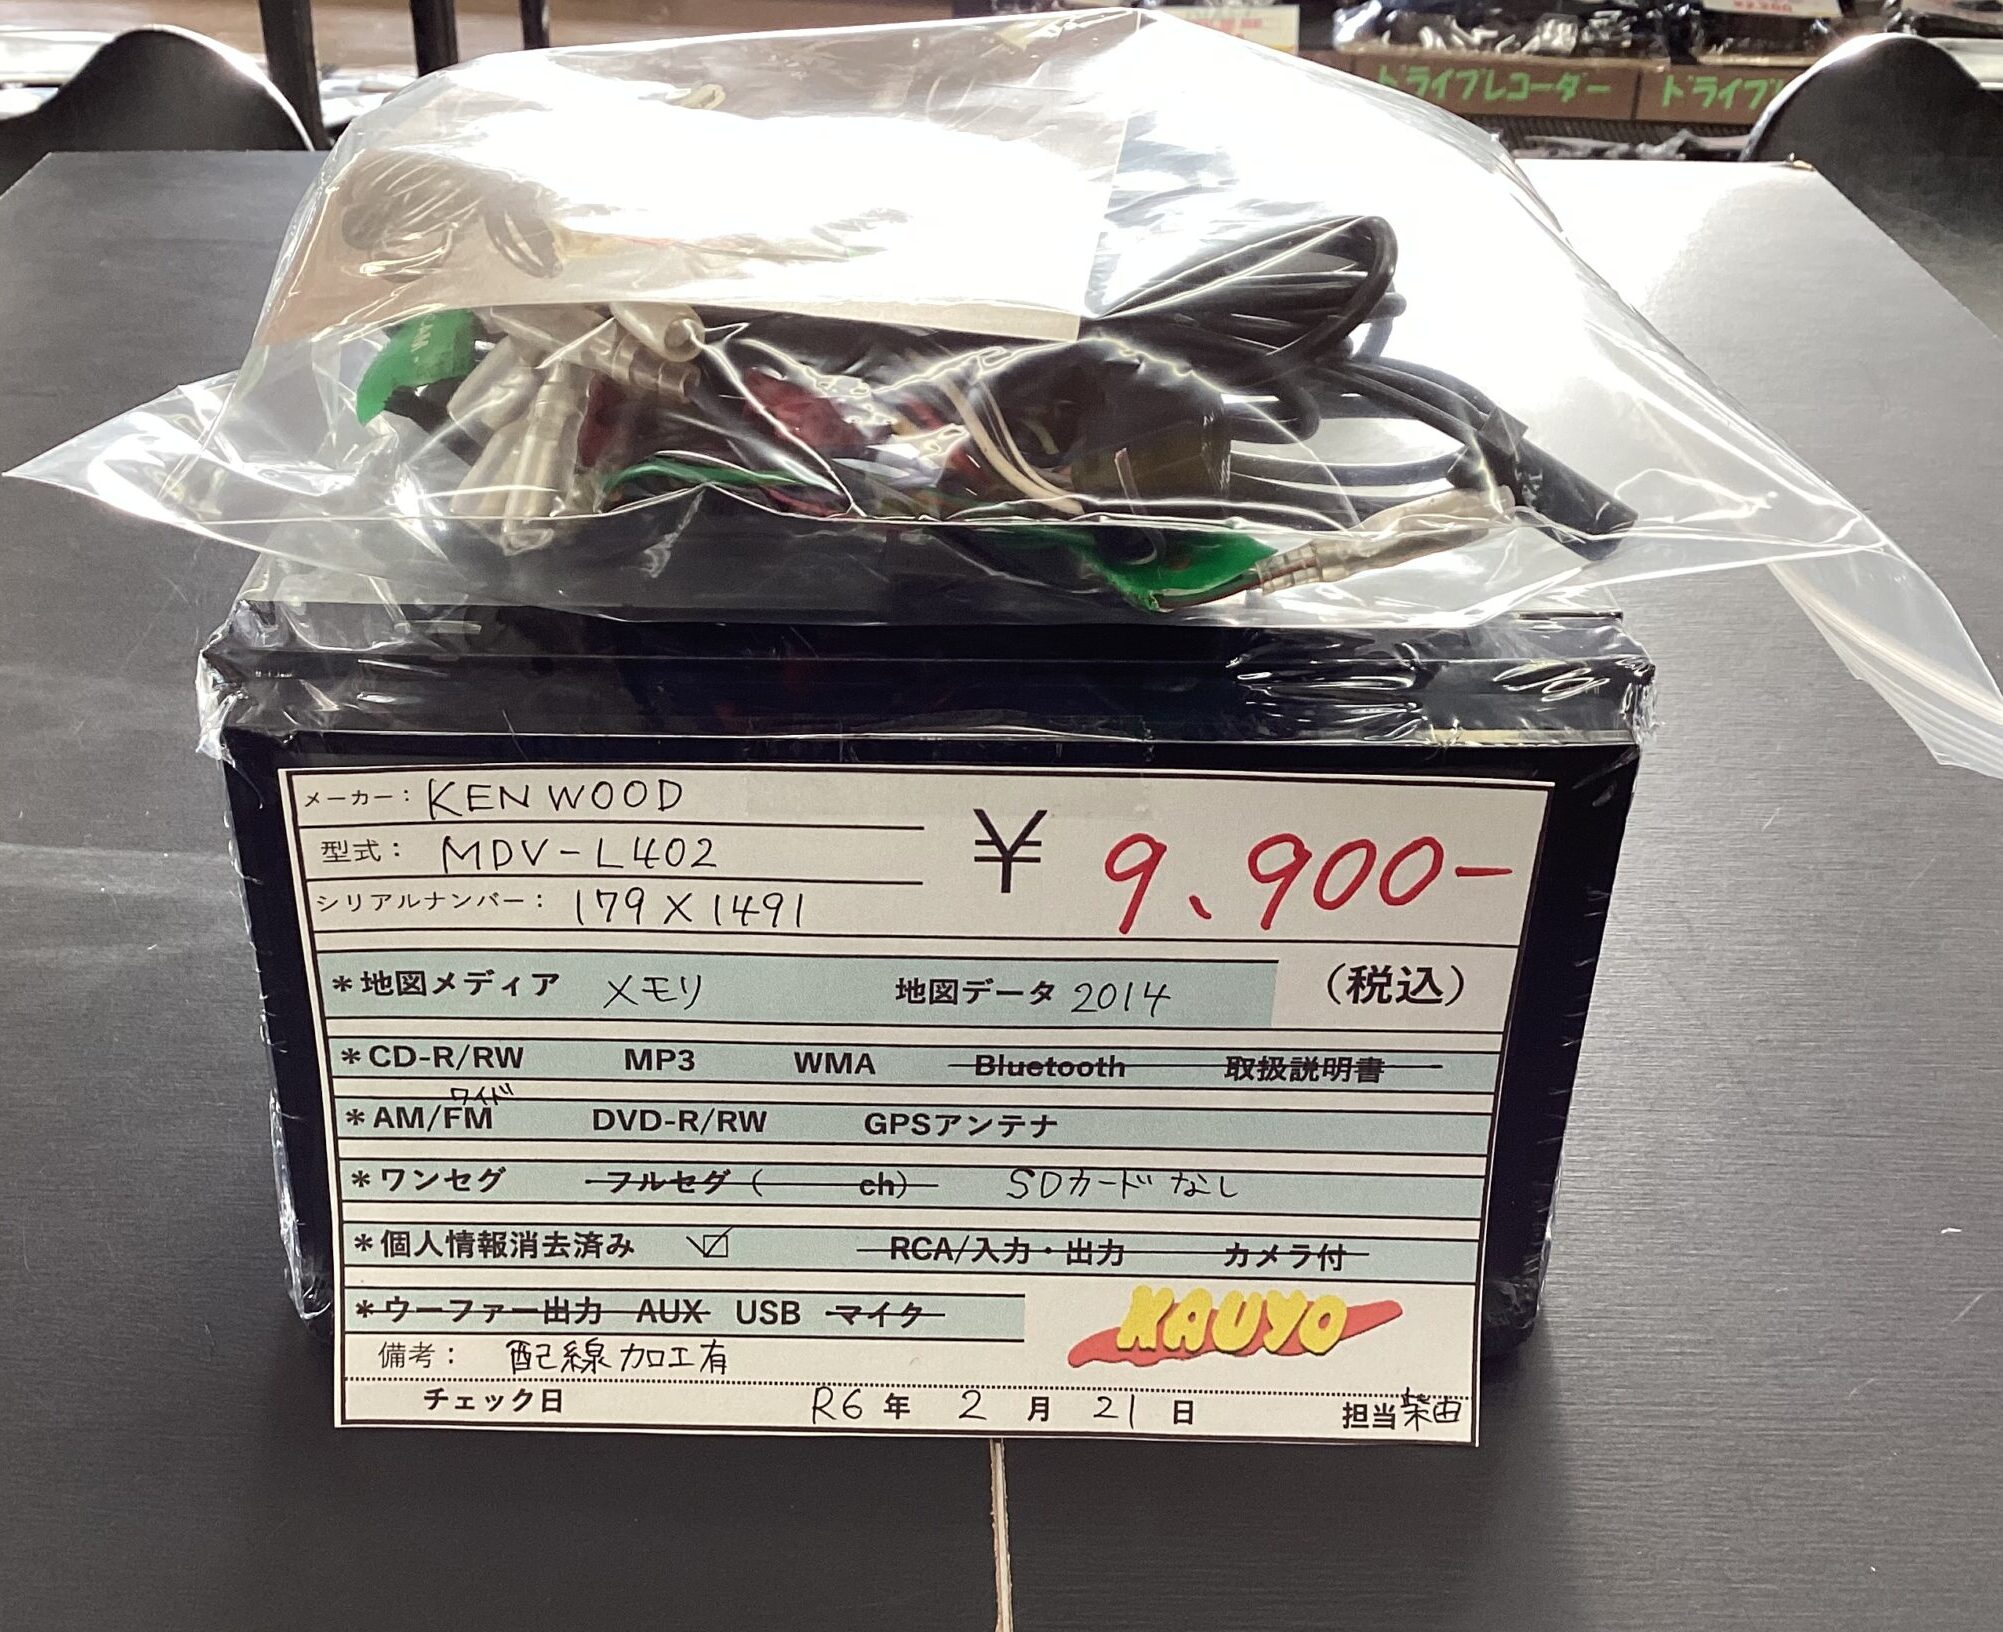 ドライブレコーダー
ドライブ
メーカー： KENWOOD
型式： MDV-L402
¥ 9、900-
シリアルナンバー： 179X1491
＊地図メディア メモリ 地図データ 2014 （税込）
＊CD-R/RW MP3 WMA Bluetooth 取扱説明書
ワイド
＊AM/FM DVD-R/RW GPSアンテナ
＊ワンセグ フルセグ（ ch） SDカードなし
＊個人情報消去済み ☑ RCA/入力・出力 カメラ付
＊ウーファー出力 AUX USB マイク
KAUYO
備考： 配線加工有
チェック日 R6年 2月 21日 担当柴田